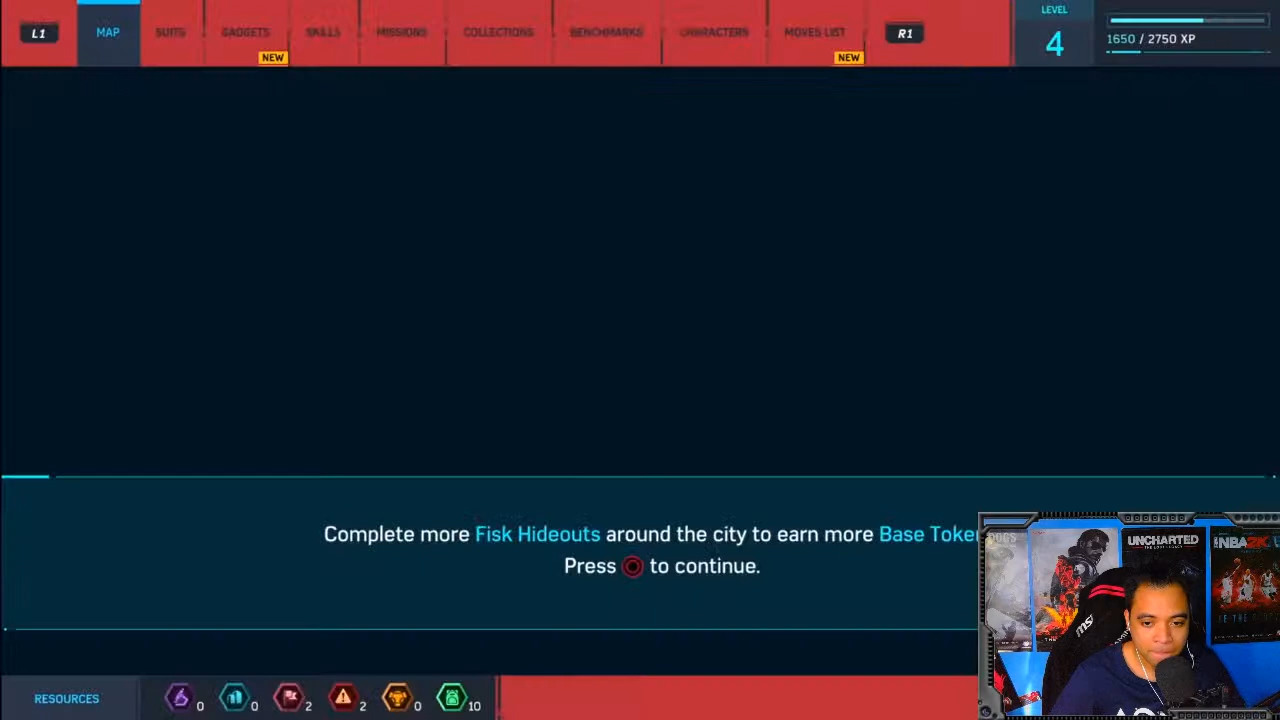 L1 MAP SUITS GADGETS SKILLS MISSIONS COLLECTIONS BENCHMARKS CHARACTERS MOVES LIST R1
NEW NEW
LEVEL
4
1650 / 2750 XP
Complete more Fisk Hideouts around the city to earn more Base Token
Press to continue.
RESOURCES 0 0 2 2 0 10
UNCHARTED
NBA 2K
msi